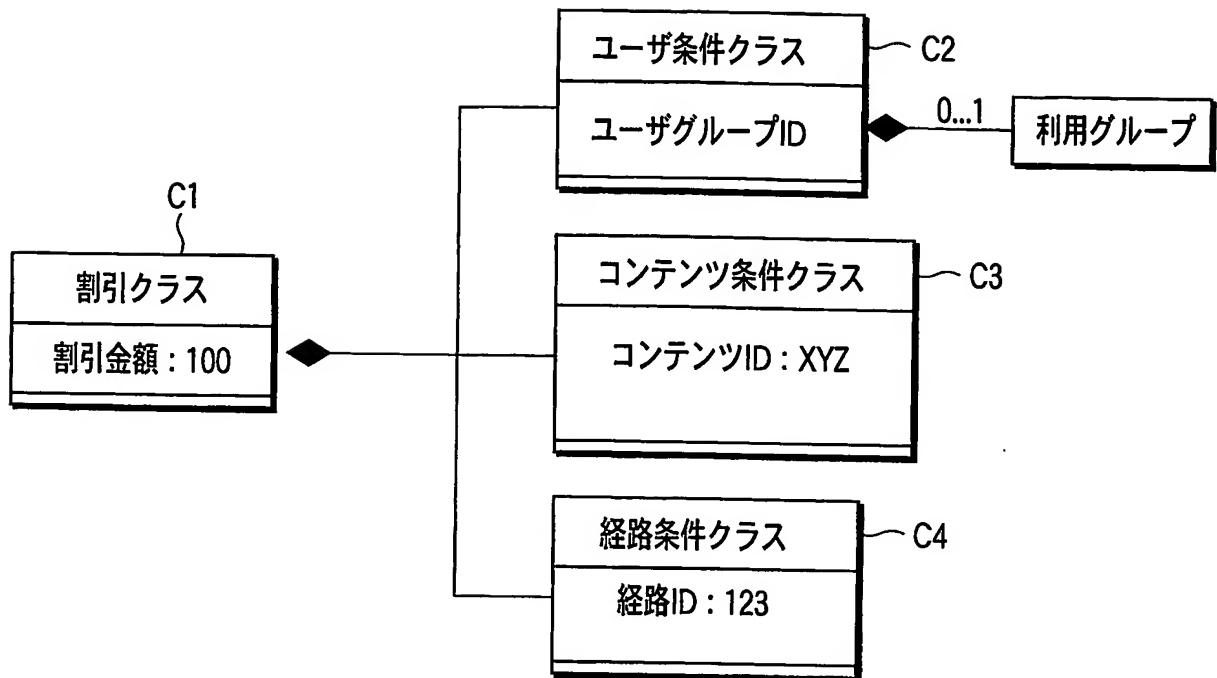 ユーザ条件クラス
C2
ユーザグループID
0...1
利用グループ
C1
割引クラス
割引金額：100
コンテンツ条件クラス
C3
コンテンツID：XYZ
経路条件クラス
C4
経路ID：123